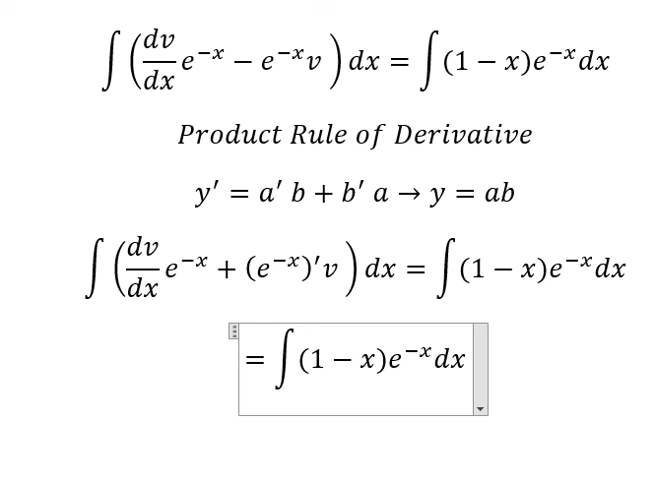 ∫(dv/dx e^{-x} − e^{-x}v)dx = ∫(1 − x)e^{-x}dx
Product Rule of Derivative
y′ = a′ b + b′ a → y = ab
∫(dv/dx e^{-x} + (e^{-x})′v)dx = ∫(1 − x)e^{-x}dx
= ∫(1 − x)e^{-x}dx